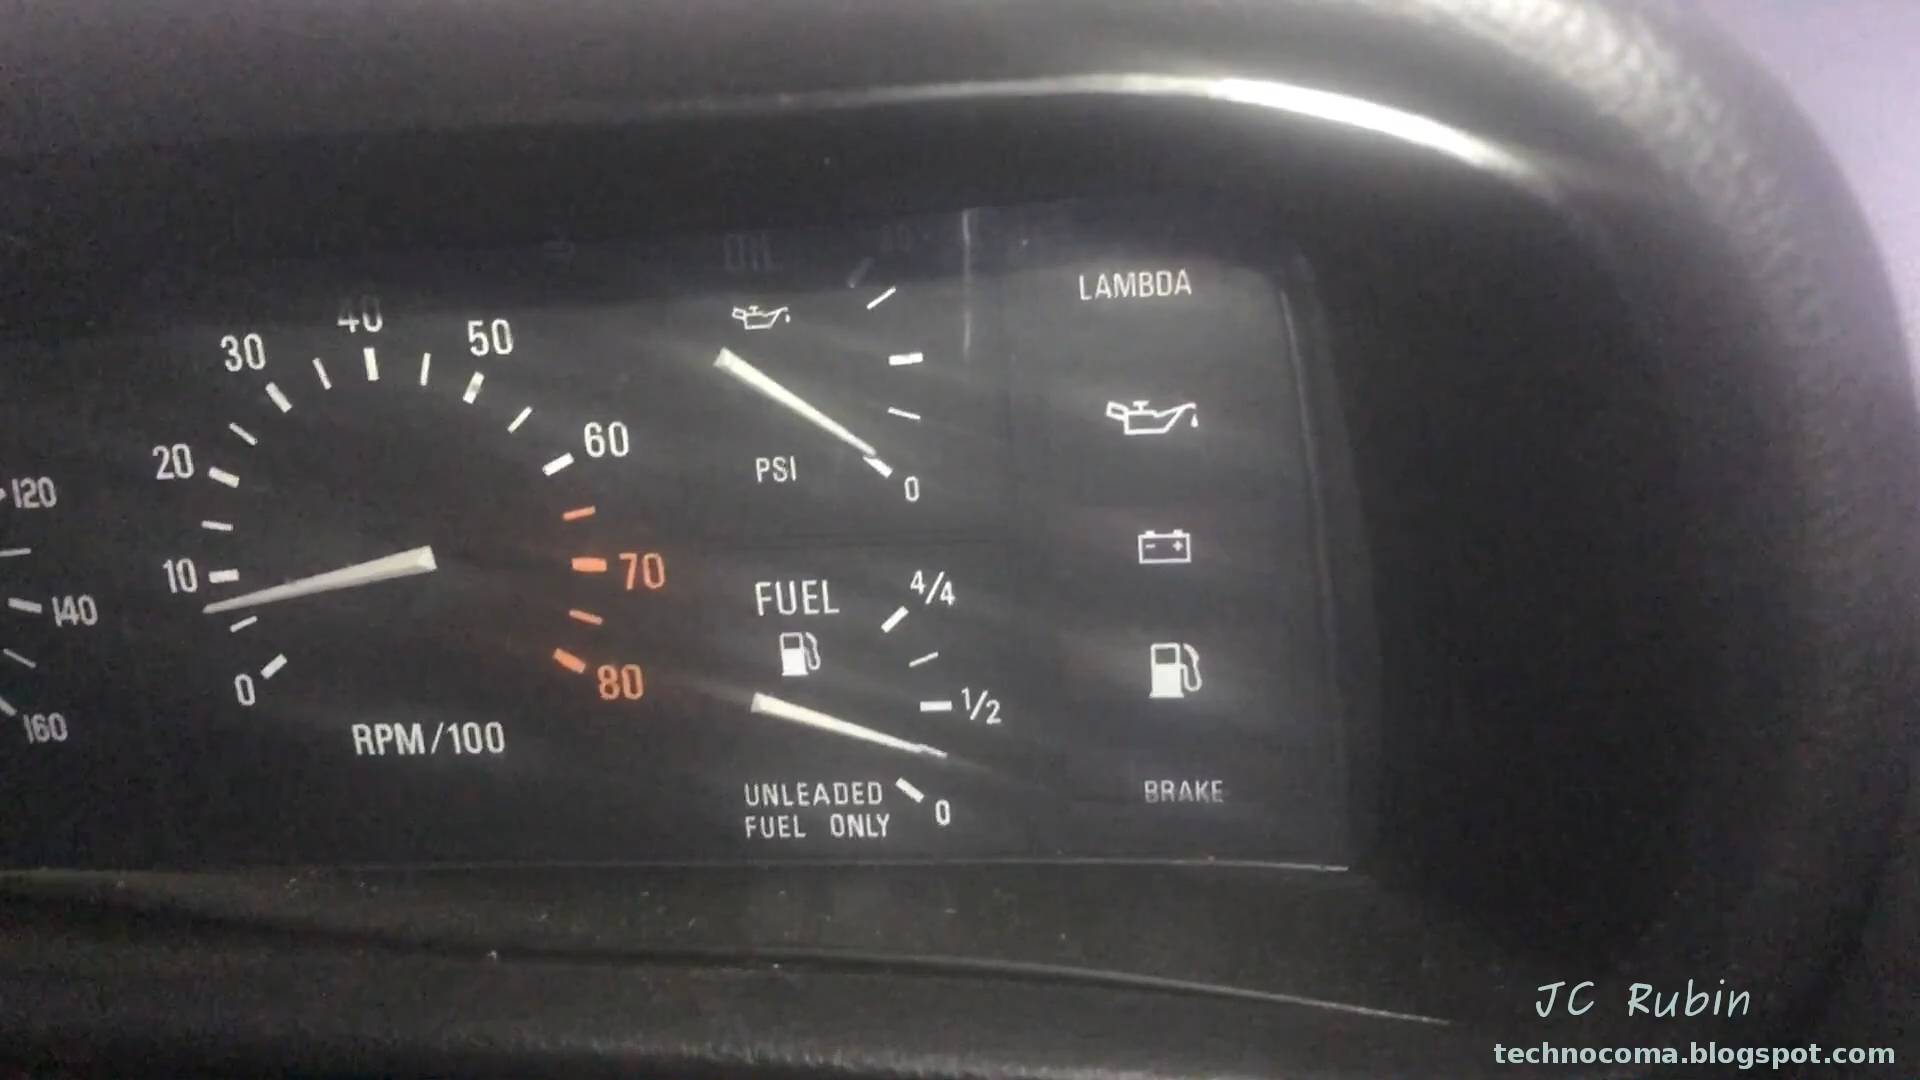 120
140
160
0
10
20
30
40
50
60
70
80
RPM/100
PSI
0
FUEL
4/4
1/2
0
UNLEADED
FUEL ONLY
LAMBDA
- +
BRAKE
JC Rubin
technocoma.blogspot.com